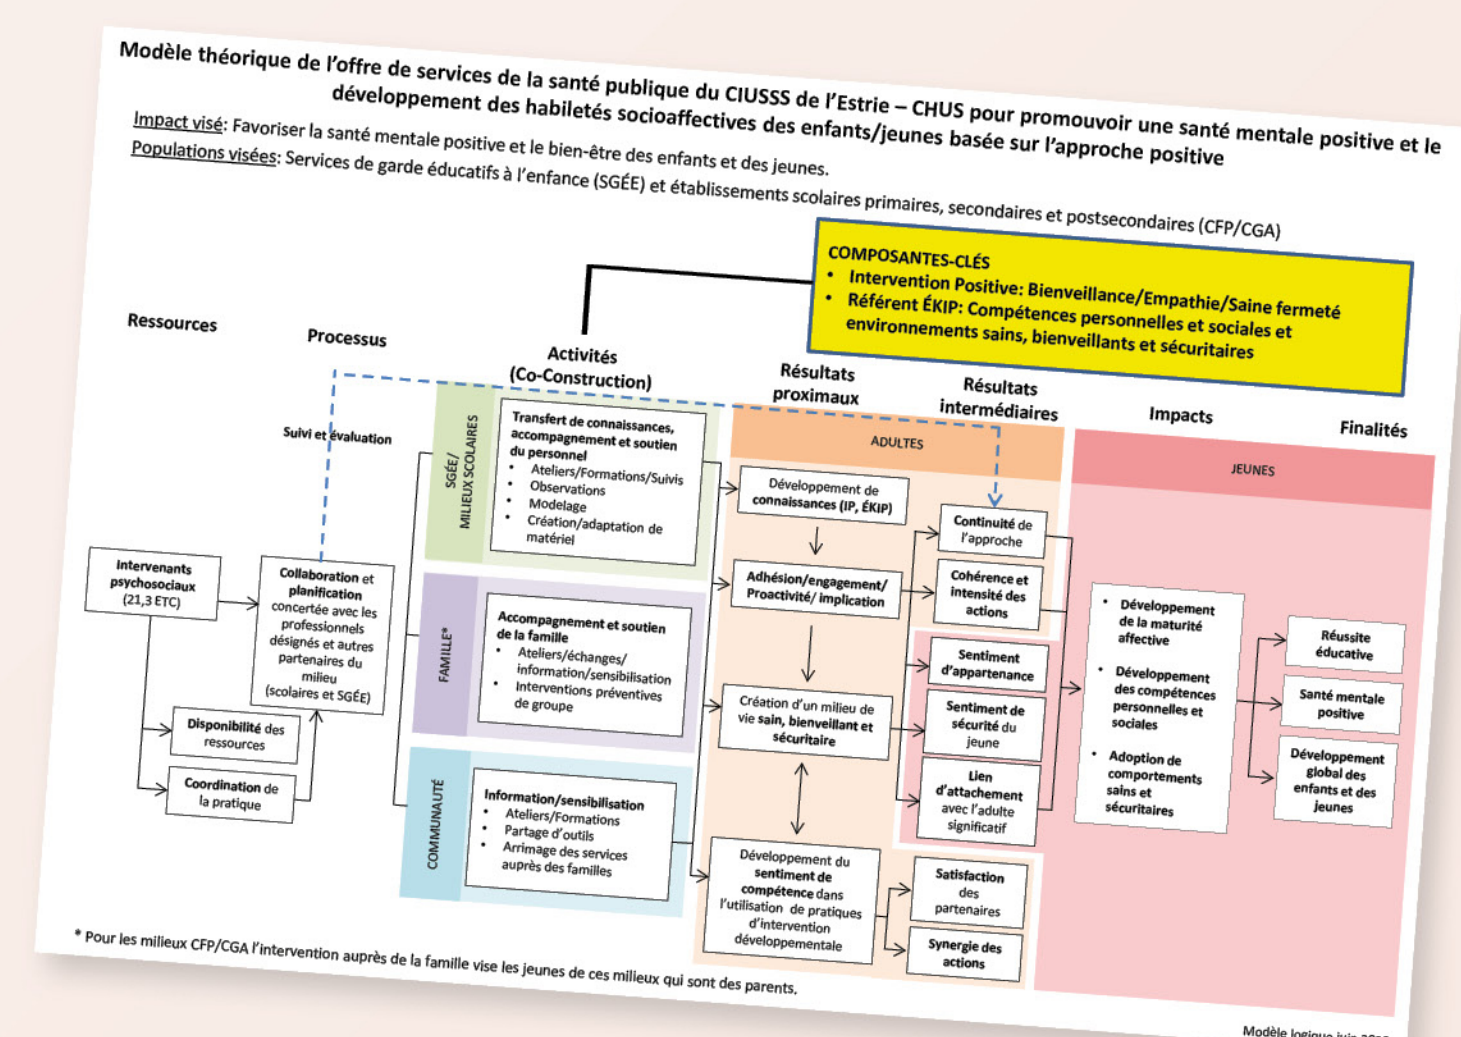 Modèle théorique de l'offre de services de la santé publique du CIUSSS de l'Estrie – CHUS pour promouvoir une santé mentale positive et le
développement des habiletés socioaffectives des enfants/jeunes basée sur l'approche positive
Impact visé: Favoriser la santé mentale positive et le bien-être des enfants et des jeunes.
Populations visées: Services de garde éducatifs à l'enfance (SGÉE) et établissements scolaires primaires, secondaires et postsecondaires (CFP/CGA)
COMPOSANTES-CLÉS
• Intervention Positive: Bienveillance/Empathie/Saine fermeté
• Référent ÉKIP: Compétences personnelles et sociales et
environnements sains, bienveillants et sécuritaires
Ressources
Processus
Activités
(Co-Construction)
Résultats
proximaux
Résultats
intermédiaires
Impacts
Finalités
Suivi et évaluation
Intervenants
psychosociaux
(21,3 ETC)
Disponibilité des
ressources
Coordination de
la pratique
Collaboration et
planification
concertée avec les
professionnels
désignés et autres
partenaires du
milieu
(scolaires et SGÉE)
SGÉE/
MILIEUX SCOLAIRES
Transfert de connaissances,
accompagnement et soutien
du personnel
• Ateliers/Formations/Suivis
• Observations
• Modelage
• Création/adaptation de
matériel
FAMILLE*
Accompagnement et soutien
de la famille
• Ateliers/échanges/
information/sensibilisation
• Interventions préventives
de groupe
COMMUNAUTÉ
Information/sensibilisation
• Ateliers/Formations
• Partage d'outils
• Arrimage des services
auprès des familles
ADULTES
Développement de
connaissances (IP, ÉKIP)
Adhésion/engagement/
Proactivité/ implication
Création d'un milieu de
vie sain, bienveillant et
sécuritaire
Développement du
sentiment de
compétence dans
l'utilisation de pratiques
d'intervention
développementale
Continuité de
l'approche
Cohérence et
intensité des
actions
Sentiment
d'appartenance
Sentiment de
sécurité du
jeune
Lien
d'attachement
avec l'adulte
significatif
Satisfaction
des
partenaires
Synergie des
actions
JEUNES
• Développement
de la maturité
affective
• Développement
des compétences
personnelles et
sociales
• Adoption de
comportements
sains et
sécuritaires
Réussite
éducative
Santé mentale
positive
Développement
global des
enfants et des
jeunes
* Pour les milieux CFP/CGA l'intervention auprès de la famille vise les jeunes de ces milieux qui sont des parents.
Modèle logique juin